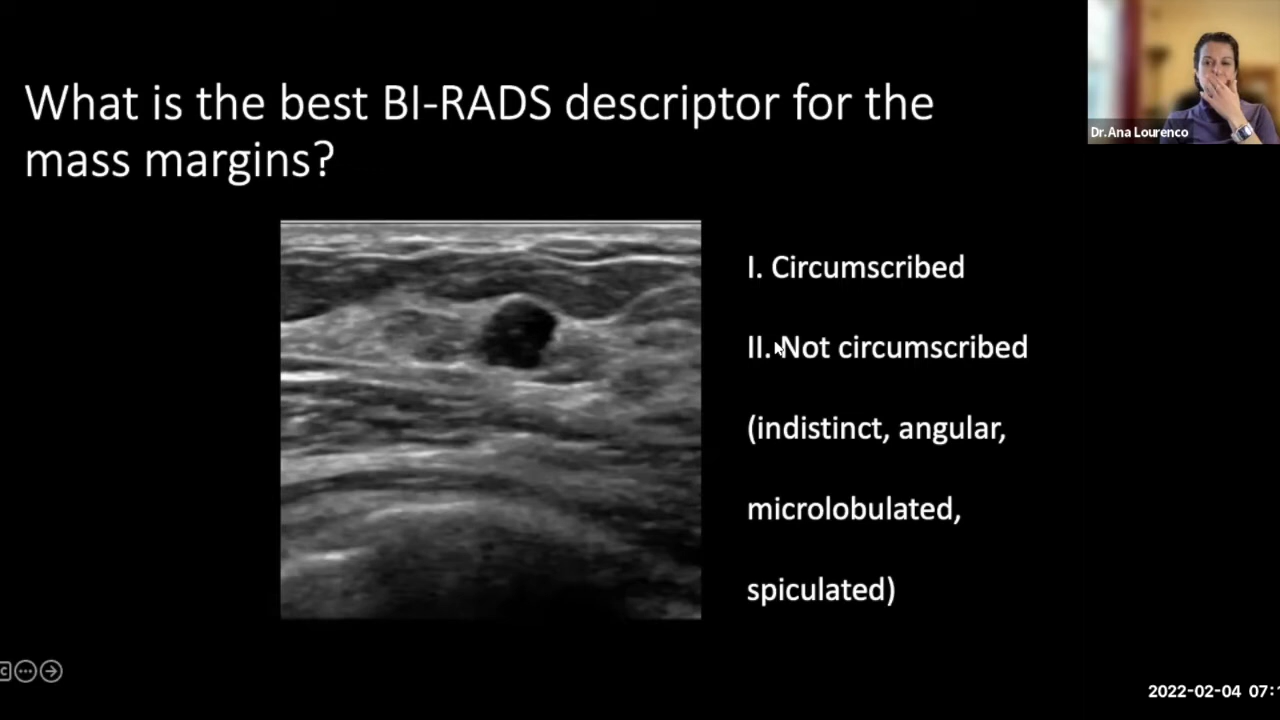 What is the best BI-RADS descriptor for the
mass margins?
Dr. Ana Lourenco
I. Circumscribed
II. Not circumscribed
(indistinct, angular,
microlobulated,
spiculated)
2022-02-04 07: